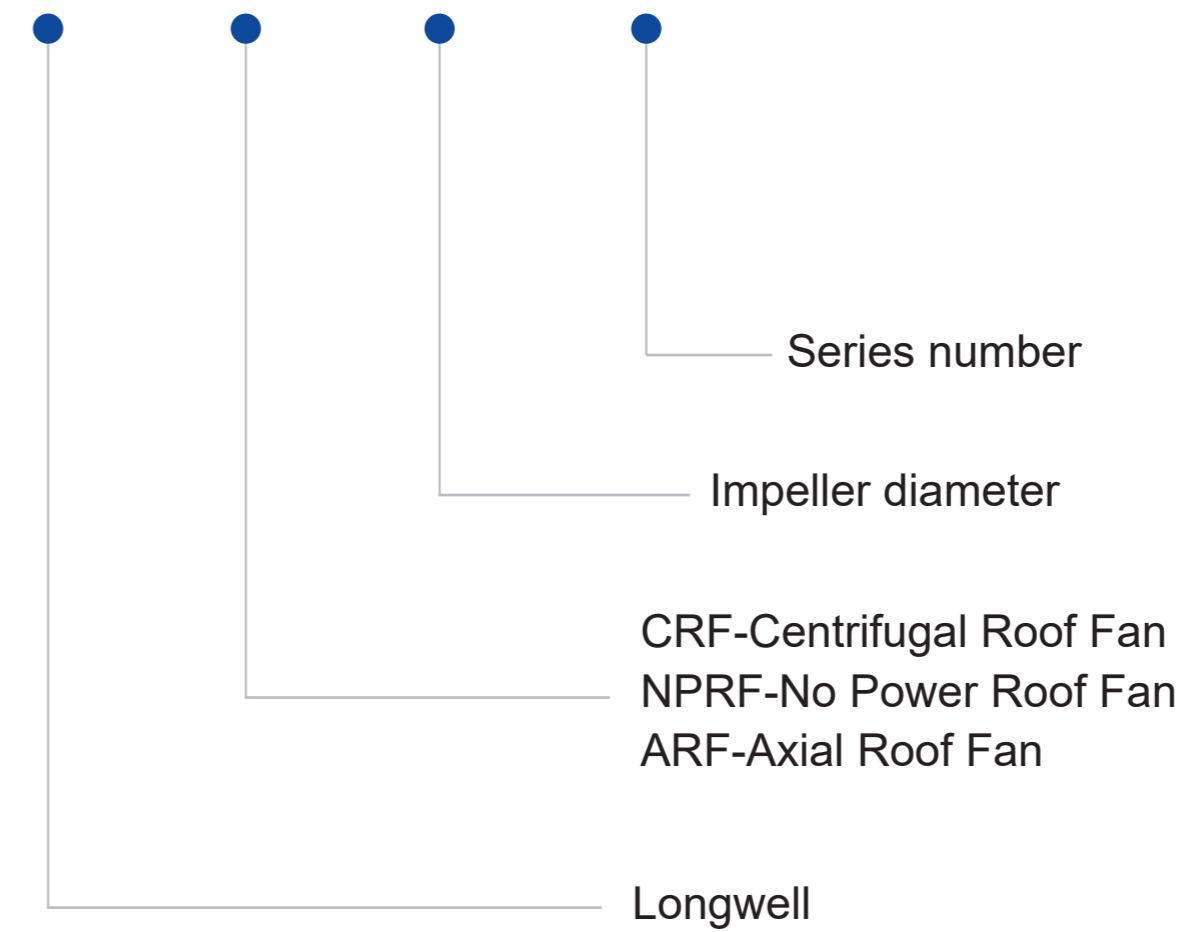 Series number
Impeller diameter
CRF-Centrifugal Roof Fan
NPRF-No Power Roof Fan
ARF-Axial Roof Fan
Longwell